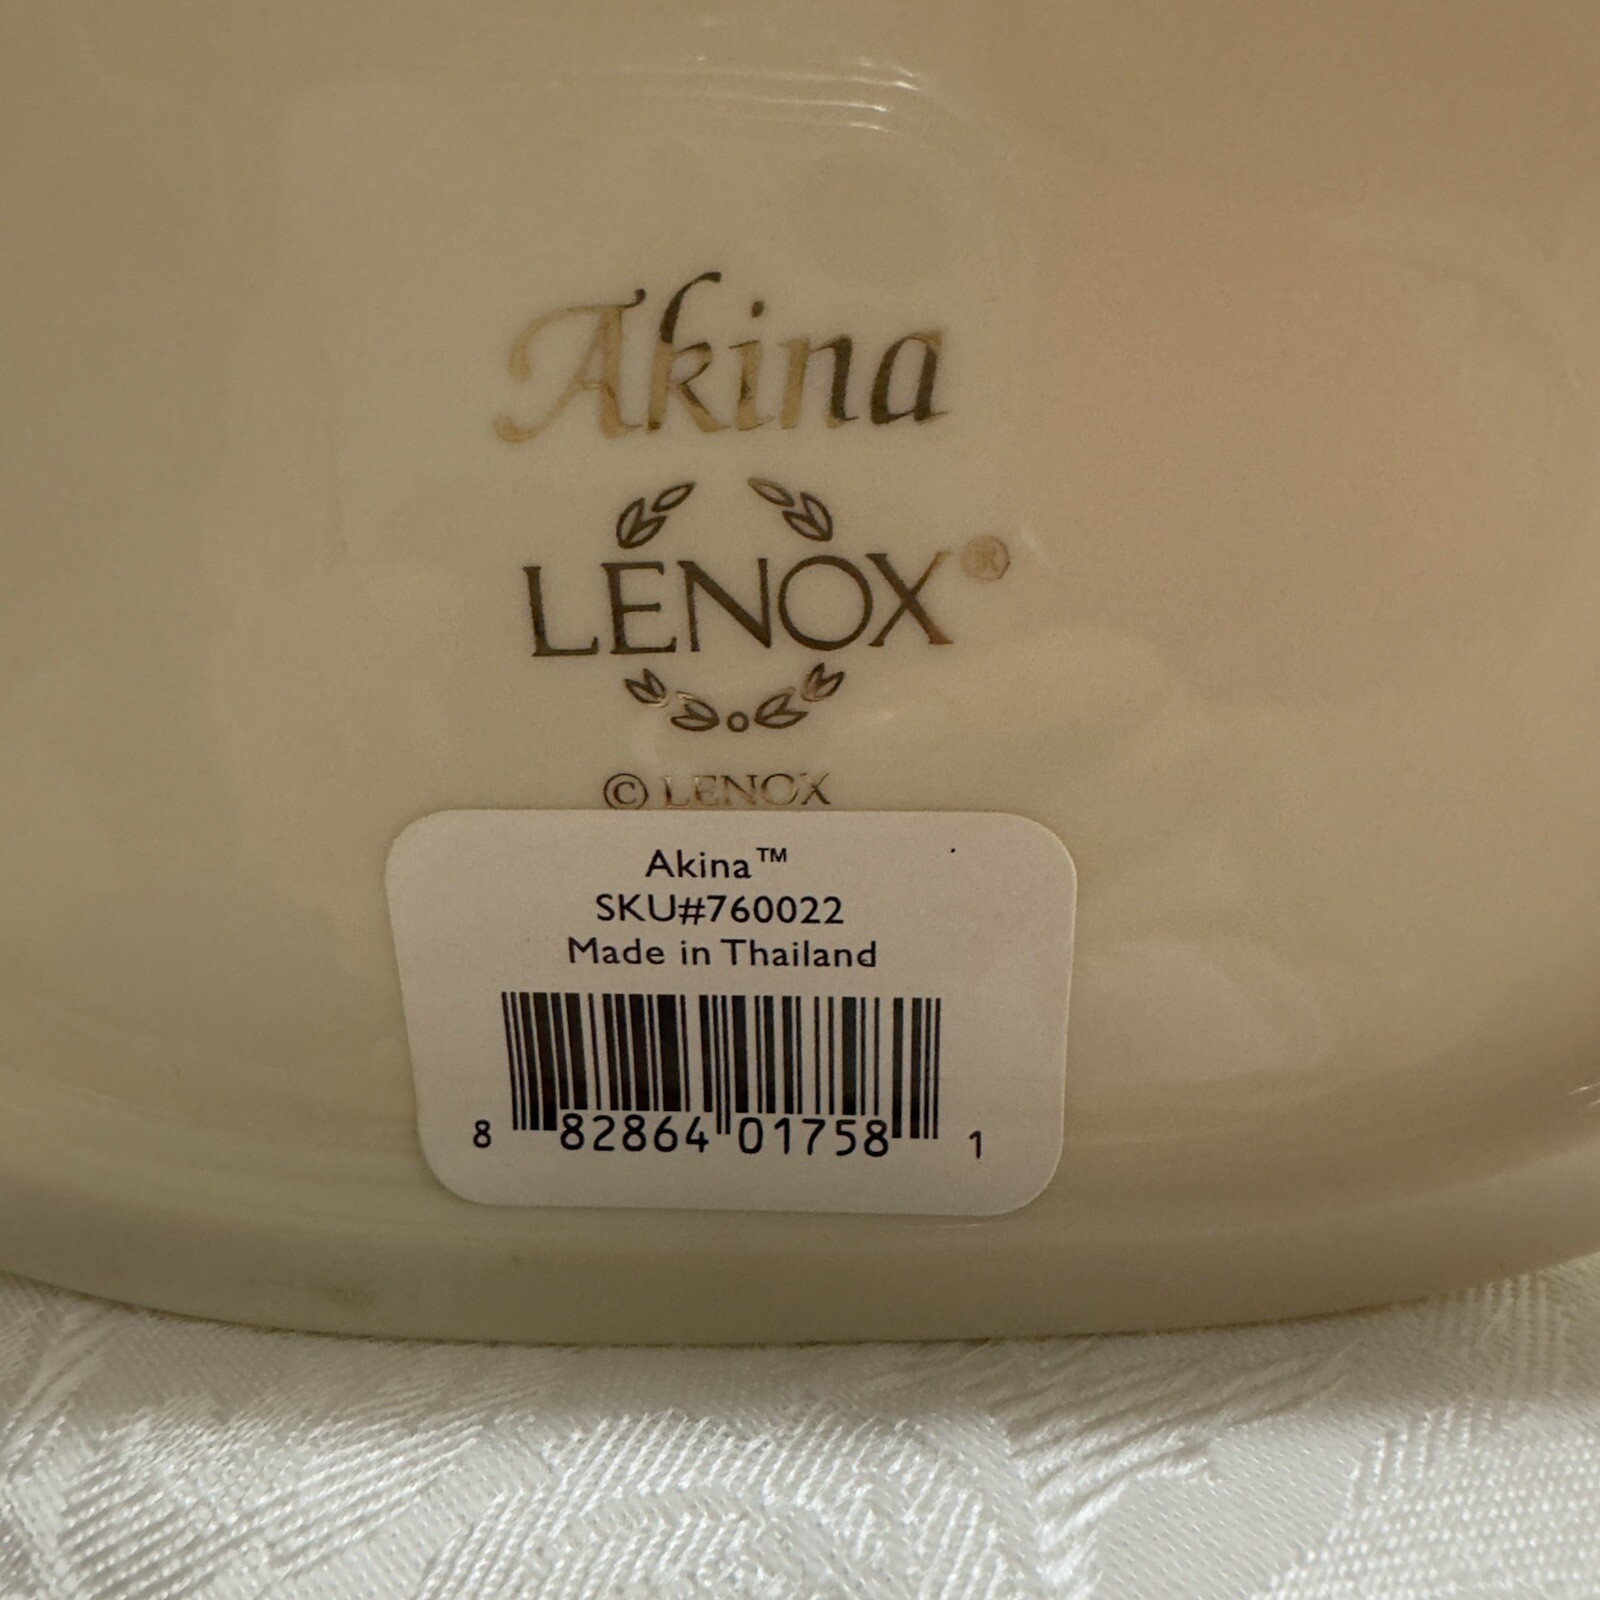 Akina
LENOX®
© LENOX
Akina™
SKU#760022
Made in Thailand
8 82864 01758 1